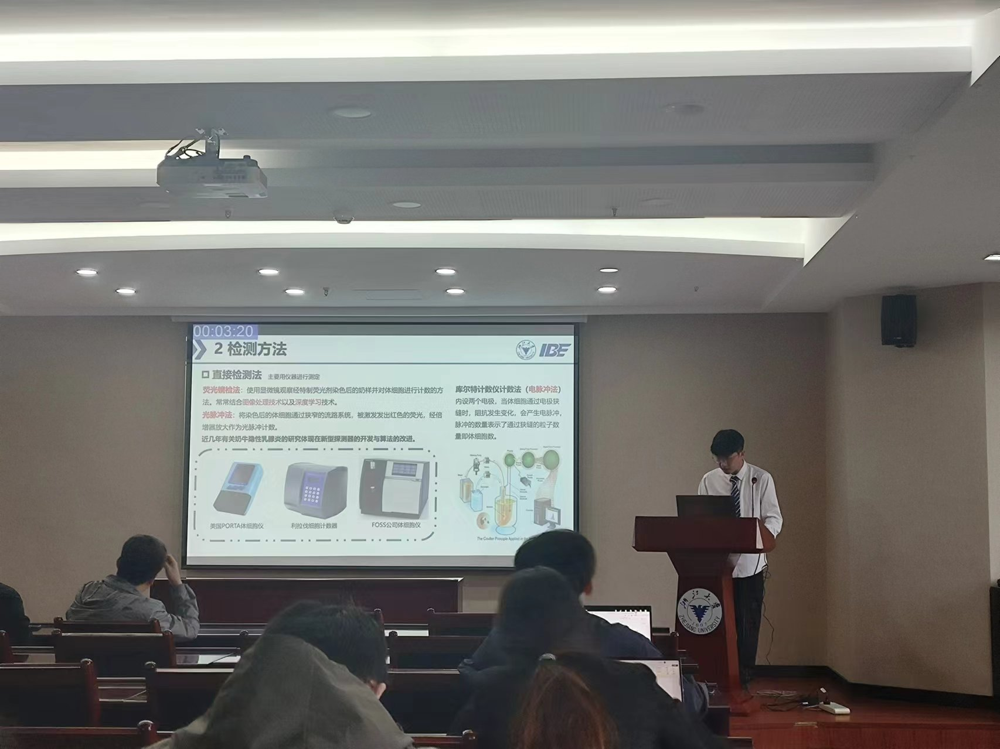 00:03:20
2 检测方法
IBE
直接检测法 主要用仪器进行测定
荧光镜检法：使用显微镜观察经特制荧光剂染色后的奶样并对体细胞进行计数的方
法。常常结合图像处理技术以及深度学习技术。
光脉冲法：将染色后的体细胞通过狭窄的流路系统，被激发发出红色的荧光，经倍
增器放大作为光脉冲计数。
近几年有关奶牛隐性乳腺炎的研究体现在新型探测器的开发与算法的改进。
美国PORTA体细胞仪
利拉伐细胞计数器
FOSS公司体细胞仪
库尔特计数仪计数法（电脉冲法）
内设两个电极，当体细胞通过电极狭
缝时，阻抗发生变化，会产生电脉冲，
脉冲的数量表示了通过狭缝的粒子数
量即体细胞数。
The Coulter Principle Applied in the
浙江大学
1897
ZHEJIANG UNIVERSITY